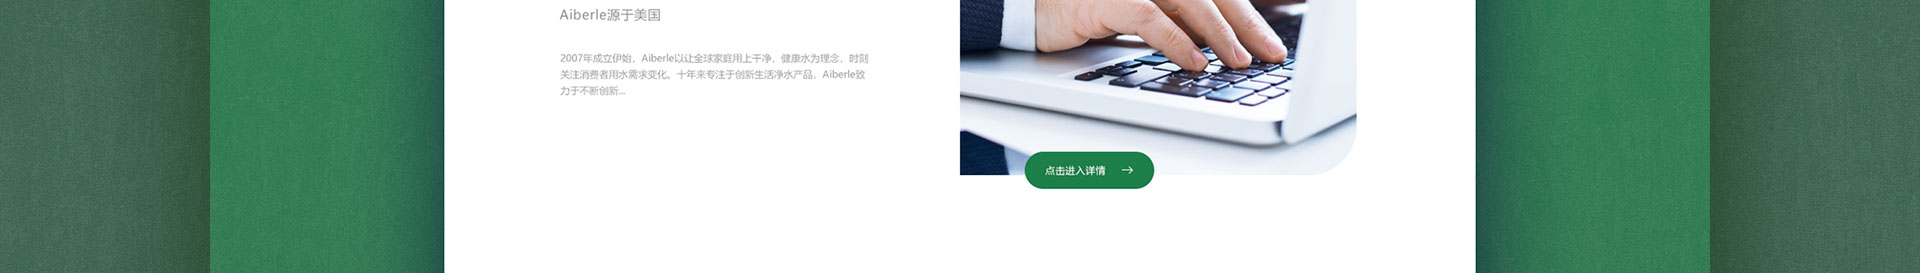 Aiberle源于美国
2007年成立伊始，Aiberle以让全球家庭用上干净，健康水为理念，时刻
关注消费者用水需求变化。十年来专注于创新生活净水产品，Aiberle致
力于不断创新...
点击进入详情